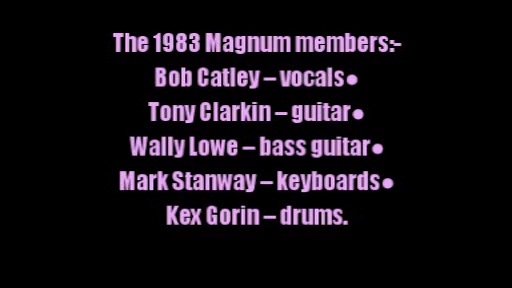 The 1983 Magnum members:-
Bob Catley – vocals●
Tony Clarkin – guitar●
Wally Lowe – bass guitar●
Mark Stanway – keyboards●
Kex Gorin – drums.